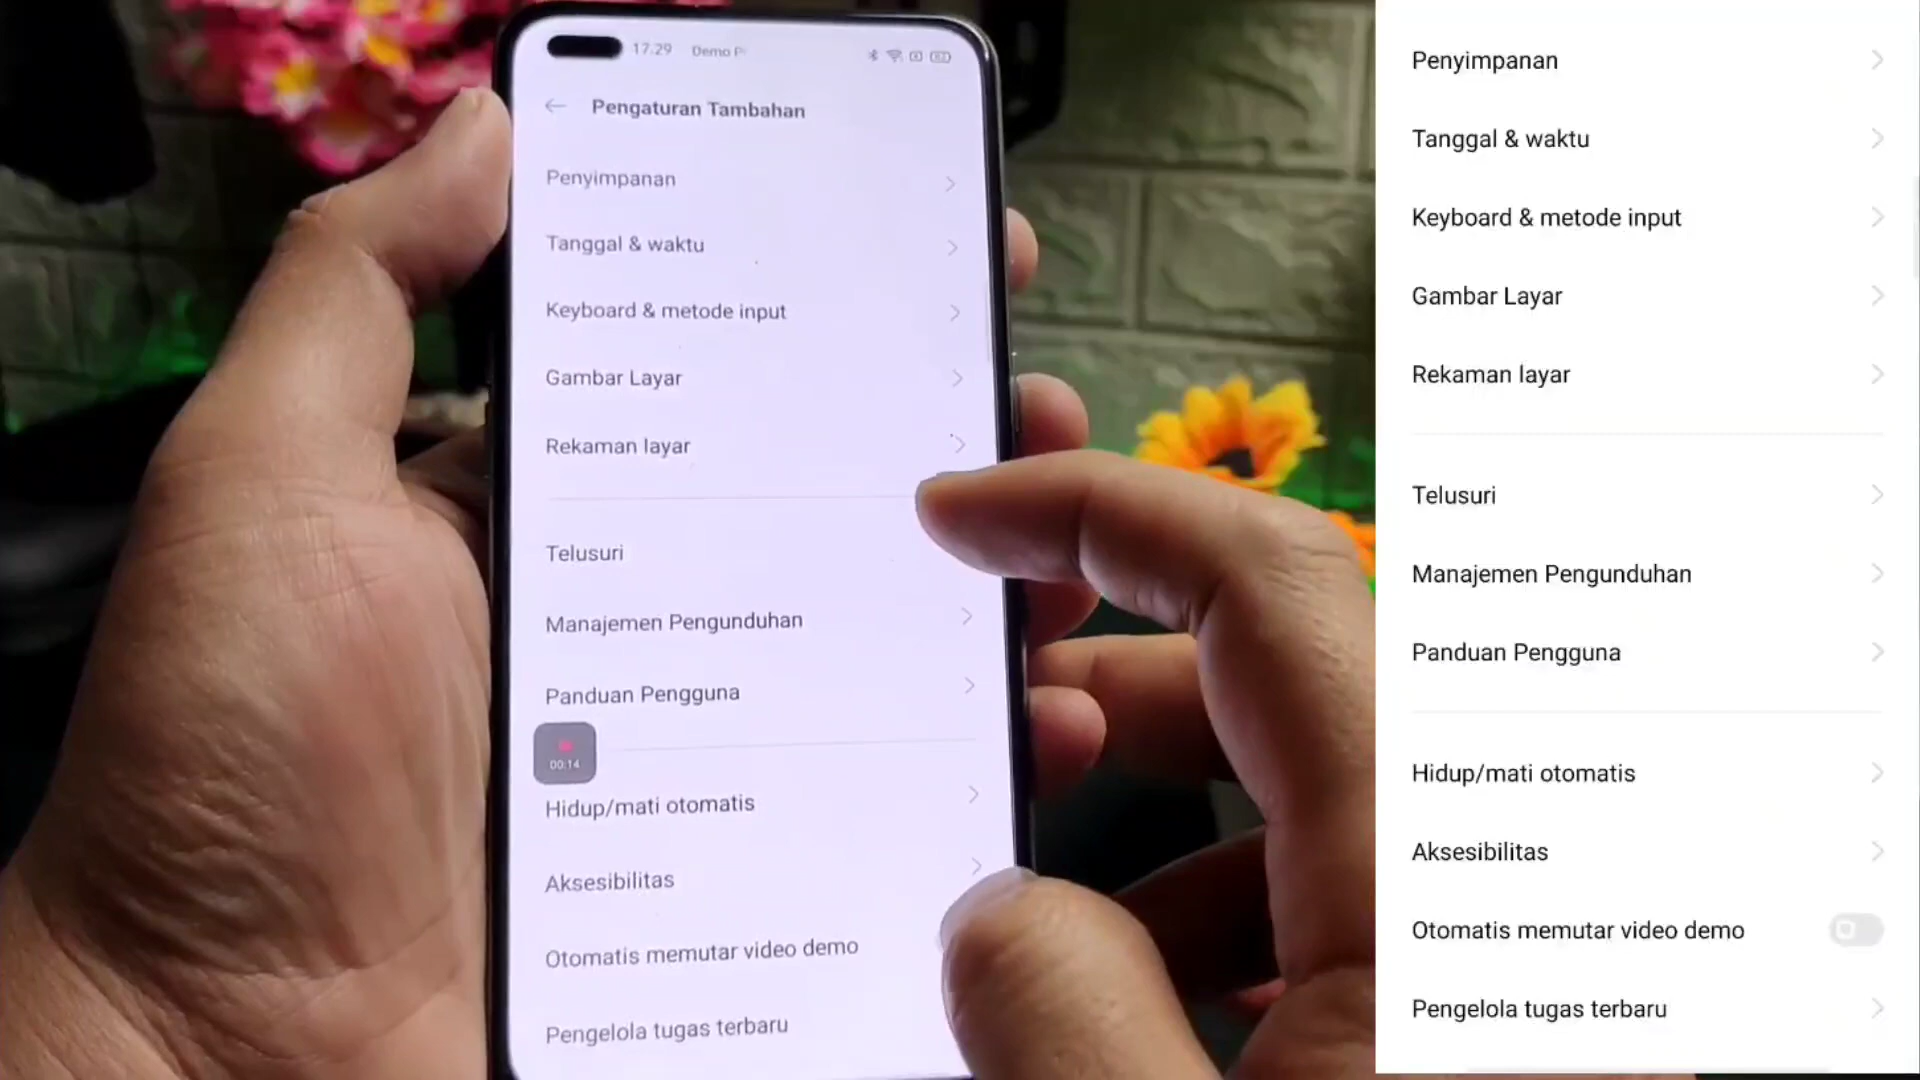 17.29 Demo P
Pengaturan Tambahan
Penyimpanan
Tanggal & waktu
Keyboard & metode input
Gambar Layar
Rekaman layar
Telusuri
Manajemen Pengunduhan
Panduan Pengguna
00:14
Hidup/mati otomatis
Aksesibilitas
Otomatis memutar video demo
Pengelola tugas terbaru
Penyimpanan
Tanggal & waktu
Keyboard & metode input
Gambar Layar
Rekaman layar
Telusuri
Manajemen Pengunduhan
Panduan Pengguna
Hidup/mati otomatis
Aksesibilitas
Otomatis memutar video demo
Pengelola tugas terbaru